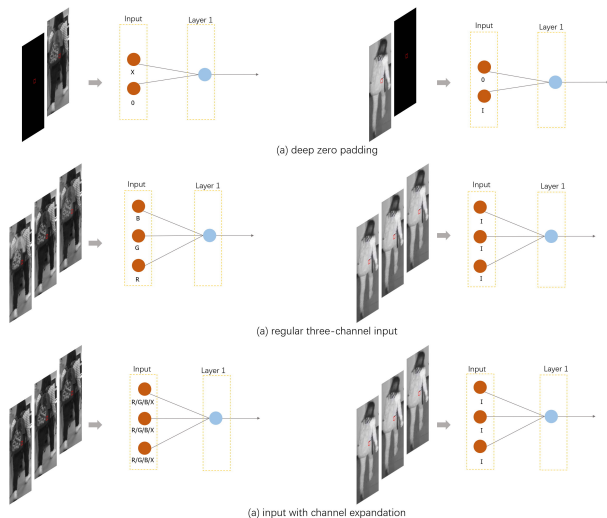 Input Layer 1
X
0
Input Layer 1
0
I
(a) deep zero padding
Input Layer 1
B
G
R
Input Layer 1
I
I
I
(a) regular three-channel input
Input Layer 1
R/G/B/X
R/G/B/X
R/G/B/X
Input Layer 1
I
I
I
(a) input with channel expandation